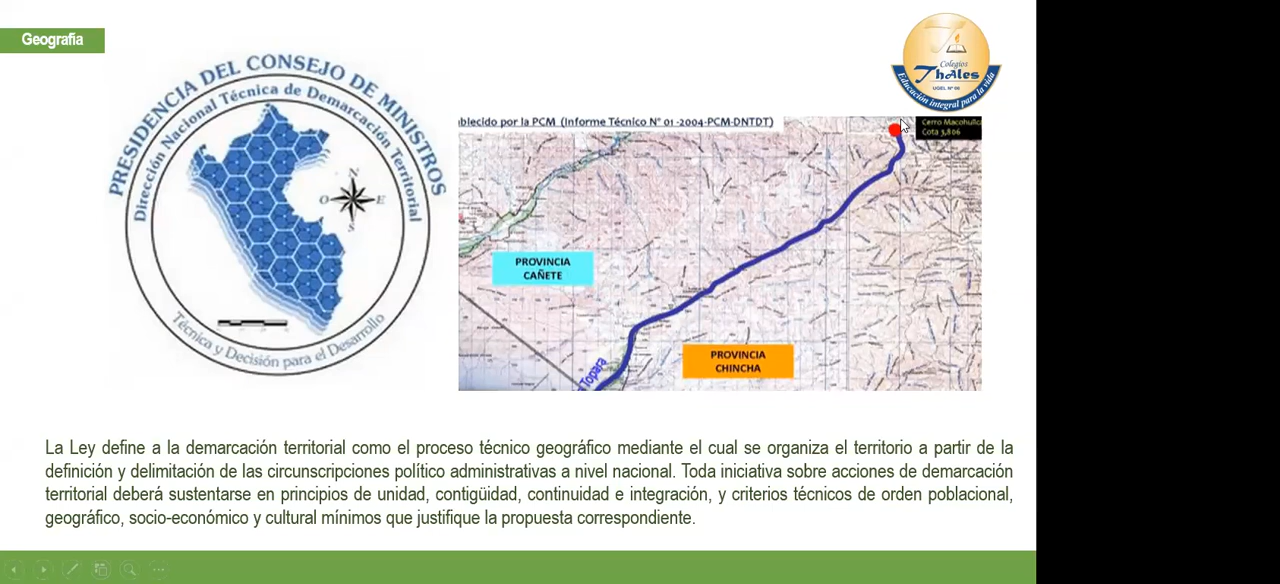 Geografía
PRESIDENCIA DEL CONSEJO DE MINISTROS
Dirección Nacional Técnica de Demarcación Territorial
N
O E
S
Técnica y Decisión para el Desarrollo
Colegios
Thales
UGEL N° 08
Educación integral para la vida
blecido por la PCM (Informe Técnico N° 01 -2004-PCM-DNTDT)
Cerro Macohuilca
Cota 3,806
PROVINCIA
CAÑETE
PROVINCIA
CHINCHA
Topara
La Ley define a la demarcación territorial como el proceso técnico geográfico mediante el cual se organiza el territorio a partir de la
definición y delimitación de las circunscripciones político administrativas a nivel nacional. Toda iniciativa sobre acciones de demarcación
territorial deberá sustentarse en principios de unidad, contigüidad, continuidad e integración, y criterios técnicos de orden poblacional,
geográfico, socio-económico y cultural mínimos que justifique la propuesta correspondiente.